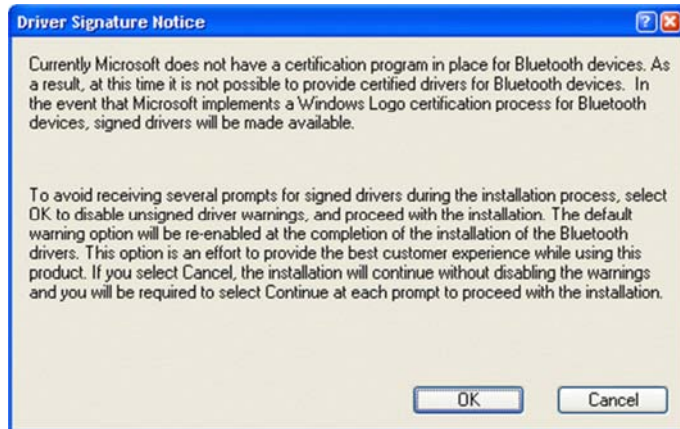 Driver Signature Notice
Currently Microsoft does not have a certification program in place for Bluetooth devices. As
a result, at this time it is not possible to provide certified drivers for Bluetooth devices.  In
the event that Microsoft implements a Windows Logo certification process for Bluetooth
devices, signed drivers will be made available.
To avoid receiving several prompts for signed drivers during the installation process, select
OK to disable unsigned driver warnings, and proceed with the installation. The default
warning option will be re-enabled at the completion of the installation of the Bluetooth
drivers. This option is an effort to provide the best customer experience while using this
product. If you select Cancel, the installation will continue without disabling the warnings
and you will be required to select Continue at each prompt to proceed with the installation.
OK Cancel